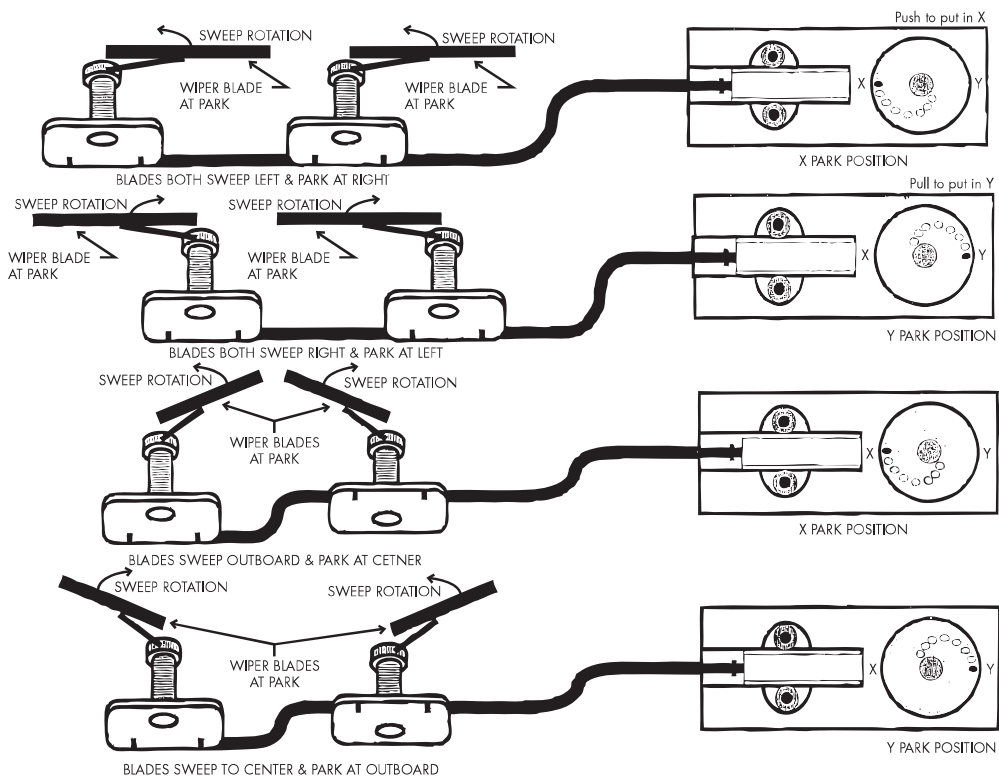 Push to put in X
SWEEP ROTATION
SWEEP ROTATION
WIPER BLADE
AT PARK
WIPER BLADE
AT PARK
X
Y
X PARK POSITION
BLADES BOTH SWEEP LEFT & PARK AT RIGHT
Pull to put in Y
SWEEP ROTATION
SWEEP ROTATION
WIPER BLADE
AT PARK
WIPER BLADE
AT PARK
X
Y
Y PARK POSITION
BLADES BOTH SWEEP RIGHT & PARK AT LEFT
SWEEP ROTATION
SWEEP ROTATION
WIPER BLADES
AT PARK
X
Y
X PARK POSITION
BLADES SWEEP OUTBOARD & PARK AT CETNER
SWEEP ROTATION
SWEEP ROTATION
WIPER BLADES
AT PARK
X
Y
Y PARK POSITION
BLADES SWEEP TO CENTER & PARK AT OUTBOARD